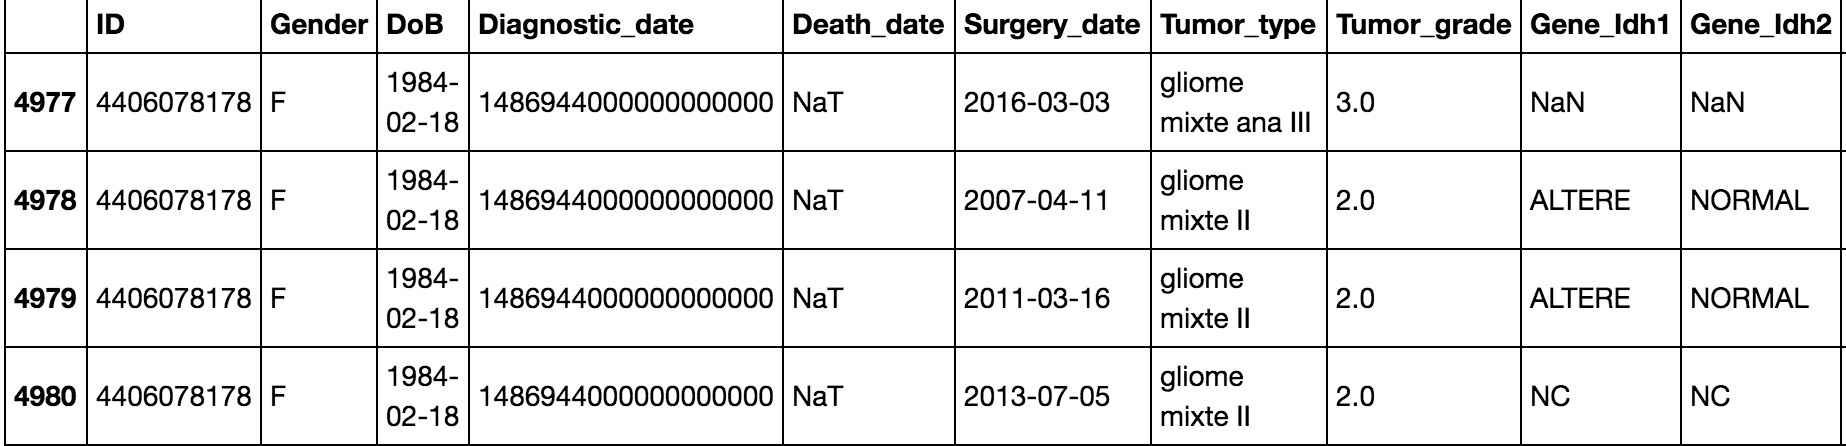 ID Gender DoB Diagnostic_date Death_date Surgery_date Tumor_type Tumor_grade Gene_Idh1 Gene_Idh2
4977 4406078178 F 1984-02-18 1486944000000000000 NaT 2016-03-03 gliome mixte ana III 3.0 NaN NaN
4978 4406078178 F 1984-02-18 1486944000000000000 NaT 2007-04-11 gliome mixte II 2.0 ALTERE NORMAL
4979 4406078178 F 1984-02-18 1486944000000000000 NaT 2011-03-16 gliome mixte II 2.0 ALTERE NORMAL
4980 4406078178 F 1984-02-18 1486944000000000000 NaT 2013-07-05 gliome mixte II 2.0 NC NC